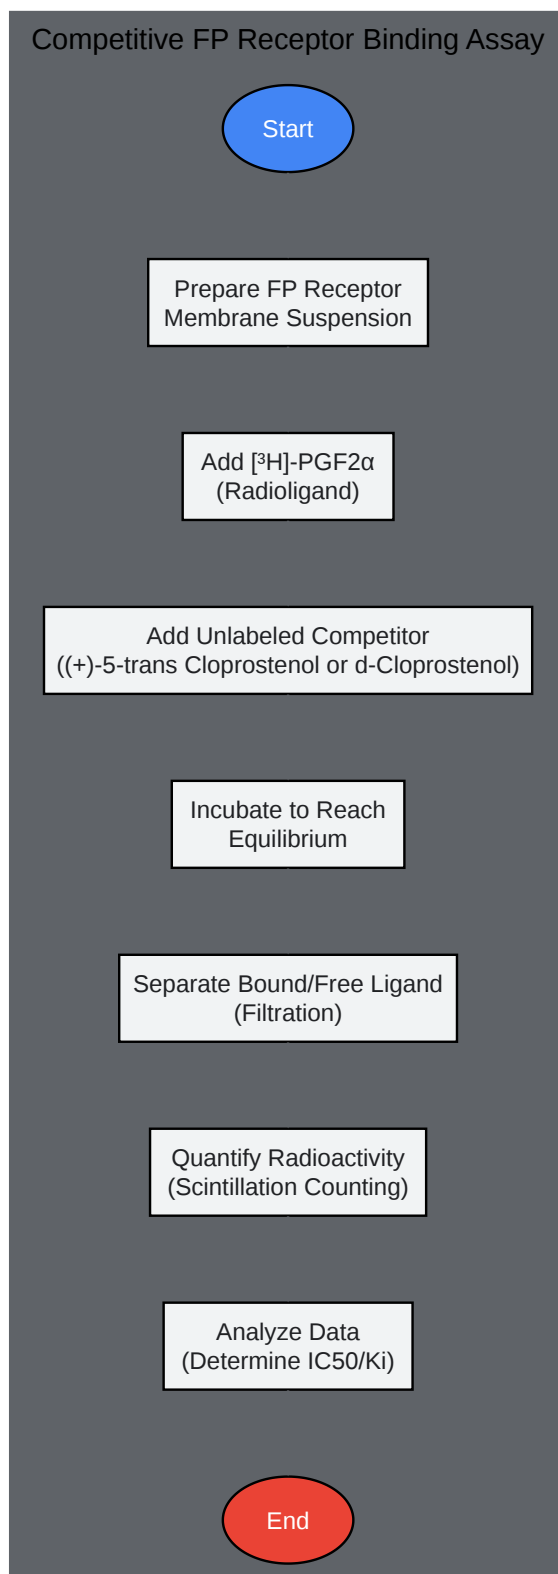 Competitive FP Receptor Binding Assay
Start
Prepare FP Receptor
Membrane Suspension
Add [³H]-PGF2α
(Radioligand)
Add Unlabeled Competitor
((+)-5-trans Cloprostenol or d-Cloprostenol)
Incubate to Reach
Equilibrium
Separate Bound/Free Ligand
(Filtration)
Quantify Radioactivity
(Scintillation Counting)
Analyze Data
(Determine IC50/Ki)
End